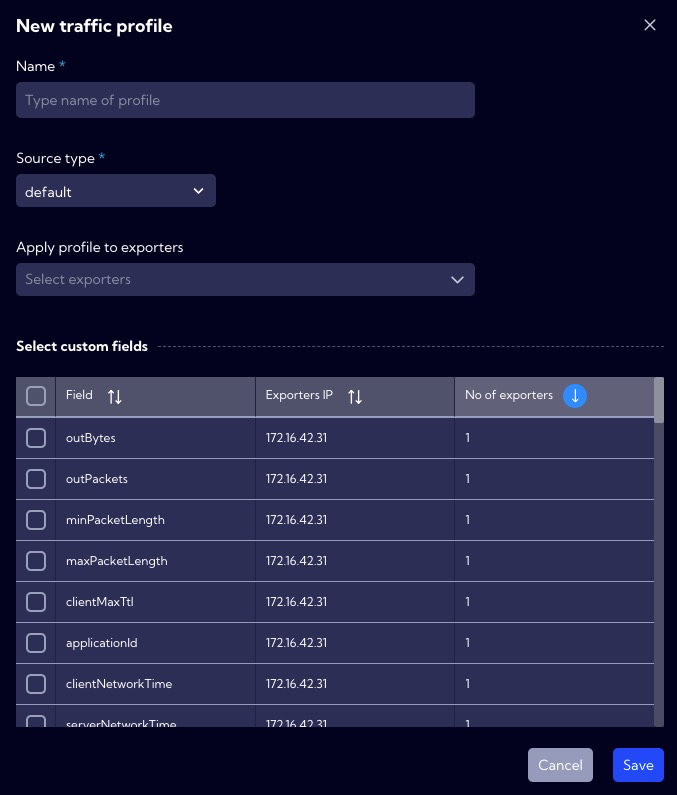 New traffic profile
Name *
Type name of profile
Source type *
default
Apply profile to exporters
Select exporters
Select custom fields
Field Exporters IP No of exporters
outBytes 172.16.42.31 1
outPackets 172.16.42.31 1
minPacketLength 172.16.42.31 1
maxPacketLength 172.16.42.31 1
clientMaxTtl 172.16.42.31 1
applicationId 172.16.42.31 1
clientNetworkTime 172.16.42.31 1
serverNetworkTime 172.16.42.31 1
Cancel Save